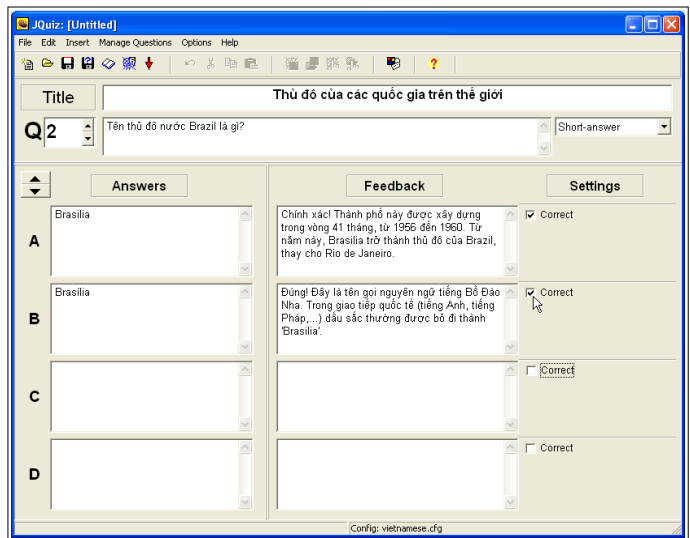 JQuiz: [Untitled]
File Edit Insert Manage Questions Options Help
Title
Thủ đô của các quốc gia trên thế giới
Q 2
Tên thủ đô nước Brazil là gì?
Short-answer
Answers
Feedback
Settings
A
Brasilia
Chính xác! Thành phố này được xây dựng
trong vòng 41 tháng, từ 1956 đến 1960. Từ
năm này, Brasilia trở thành thủ đô của Brazil,
thay cho Rio de Janeiro.
Correct
B
Brasília
Đúng! Đây là tên gọi nguyên ngữ tiếng Bồ Đào
Nha. Trong giao tiếp quốc tế (tiếng Anh, tiếng
Pháp,...) dấu sắc thường được bỏ đi thành
'Brasilia'.
Correct
C
Correct
D
Correct
Config: vietnamese.cfg